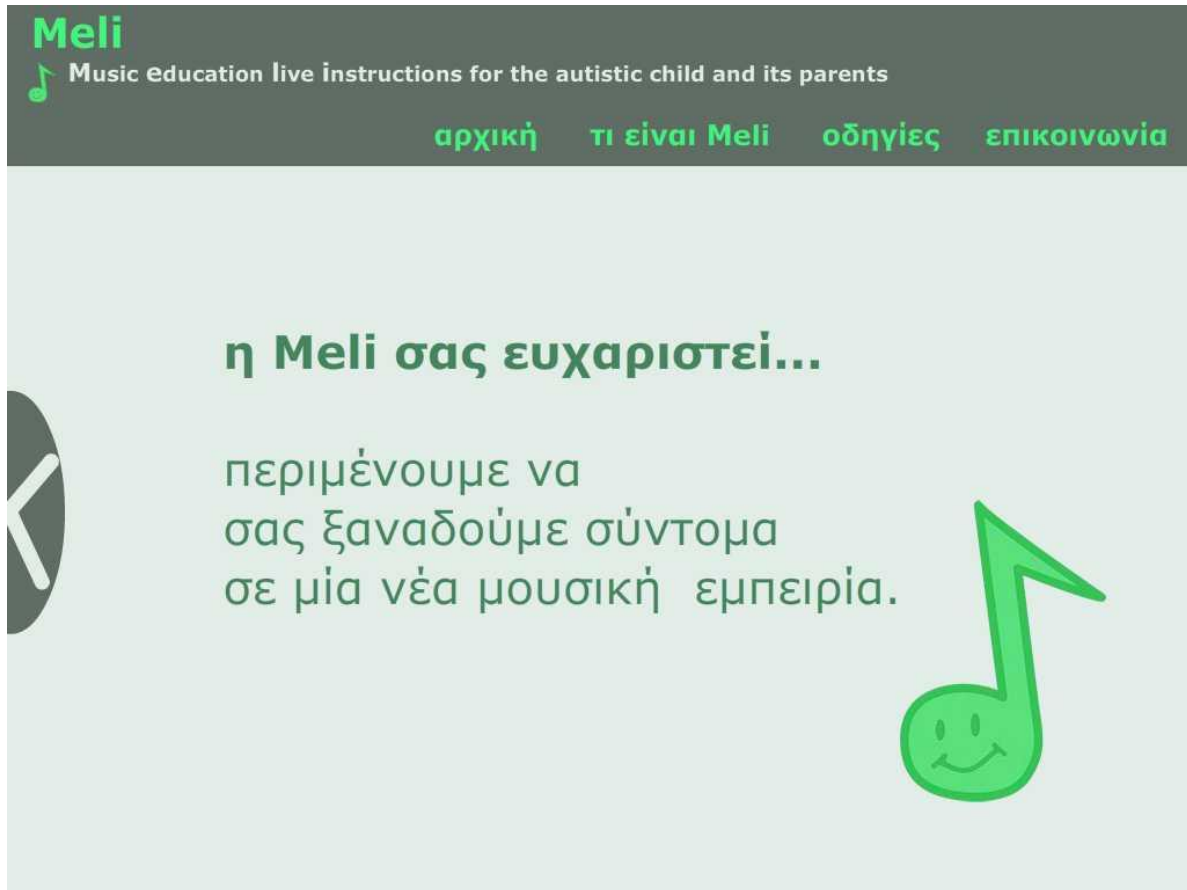 Meli
Music education live instructions for the autistic child and its parents
αρχική τι είναι Meli οδηγίες επικοινωνία
η Meli σας ευχαριστεί...
περιμένουμε να
σας ξαναδούμε σύντομα
σε μία νέα μουσική εμπειρία.